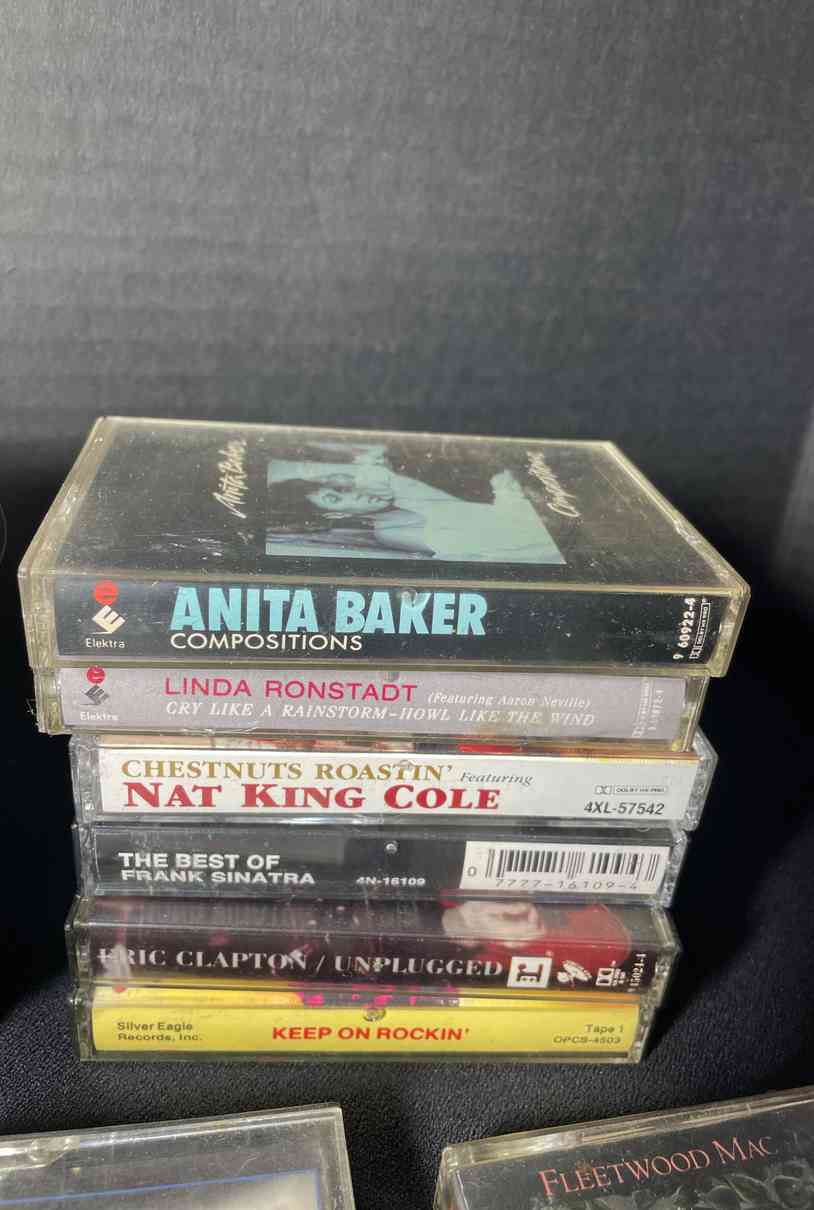 Anita Baker
Compositions
Elektra
ANITA BAKER
COMPOSITIONS
9 60922-4
DOLBY HX PRO
Elektra
LINDA RONSTADT (Featuring Aaron Neville)
CRY LIKE A RAINSTORM-HOWL LIKE THE WIND
CHESTNUTS ROASTIN' Featuring
NAT KING COLE
DOLBY HX PRO
4XL-57542
THE BEST OF
FRANK SINATRA
4N-16109
0 7777-16109-4
ERIC CLAPTON / UNPLUGGED
Silver Eagle
Records, Inc.
KEEP ON ROCKIN'
Tape 1
OPCS-4503
FLEETWOOD MAC